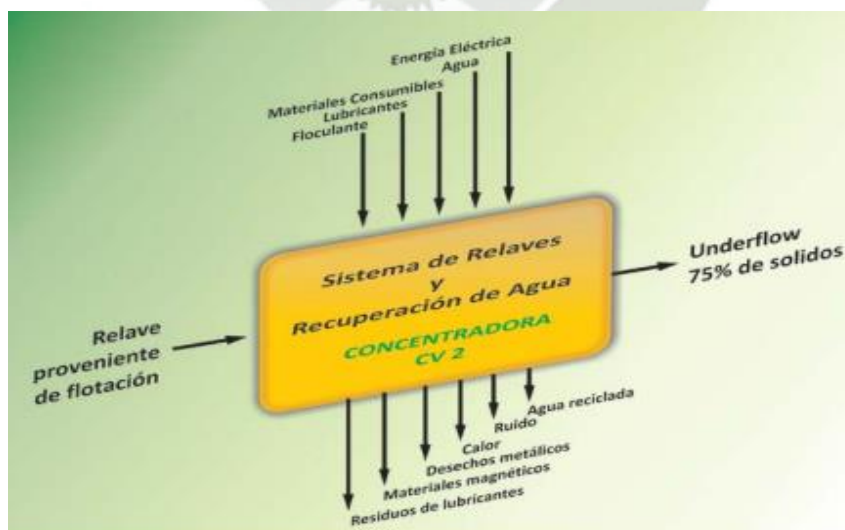 Energía Eléctrica
Agua
Materiales Consumibles
Lubricantes
Floculante
Sistema de Relaves
y
Recuperación de Agua
CONCENTRADORA
CV 2
Underflow
75% de solidos
Relave
proveniente
de flotación
Agua reciclada
Ruido
Calor
Desechos metálicos
Materiales magnéticos
Residuos de lubricantes